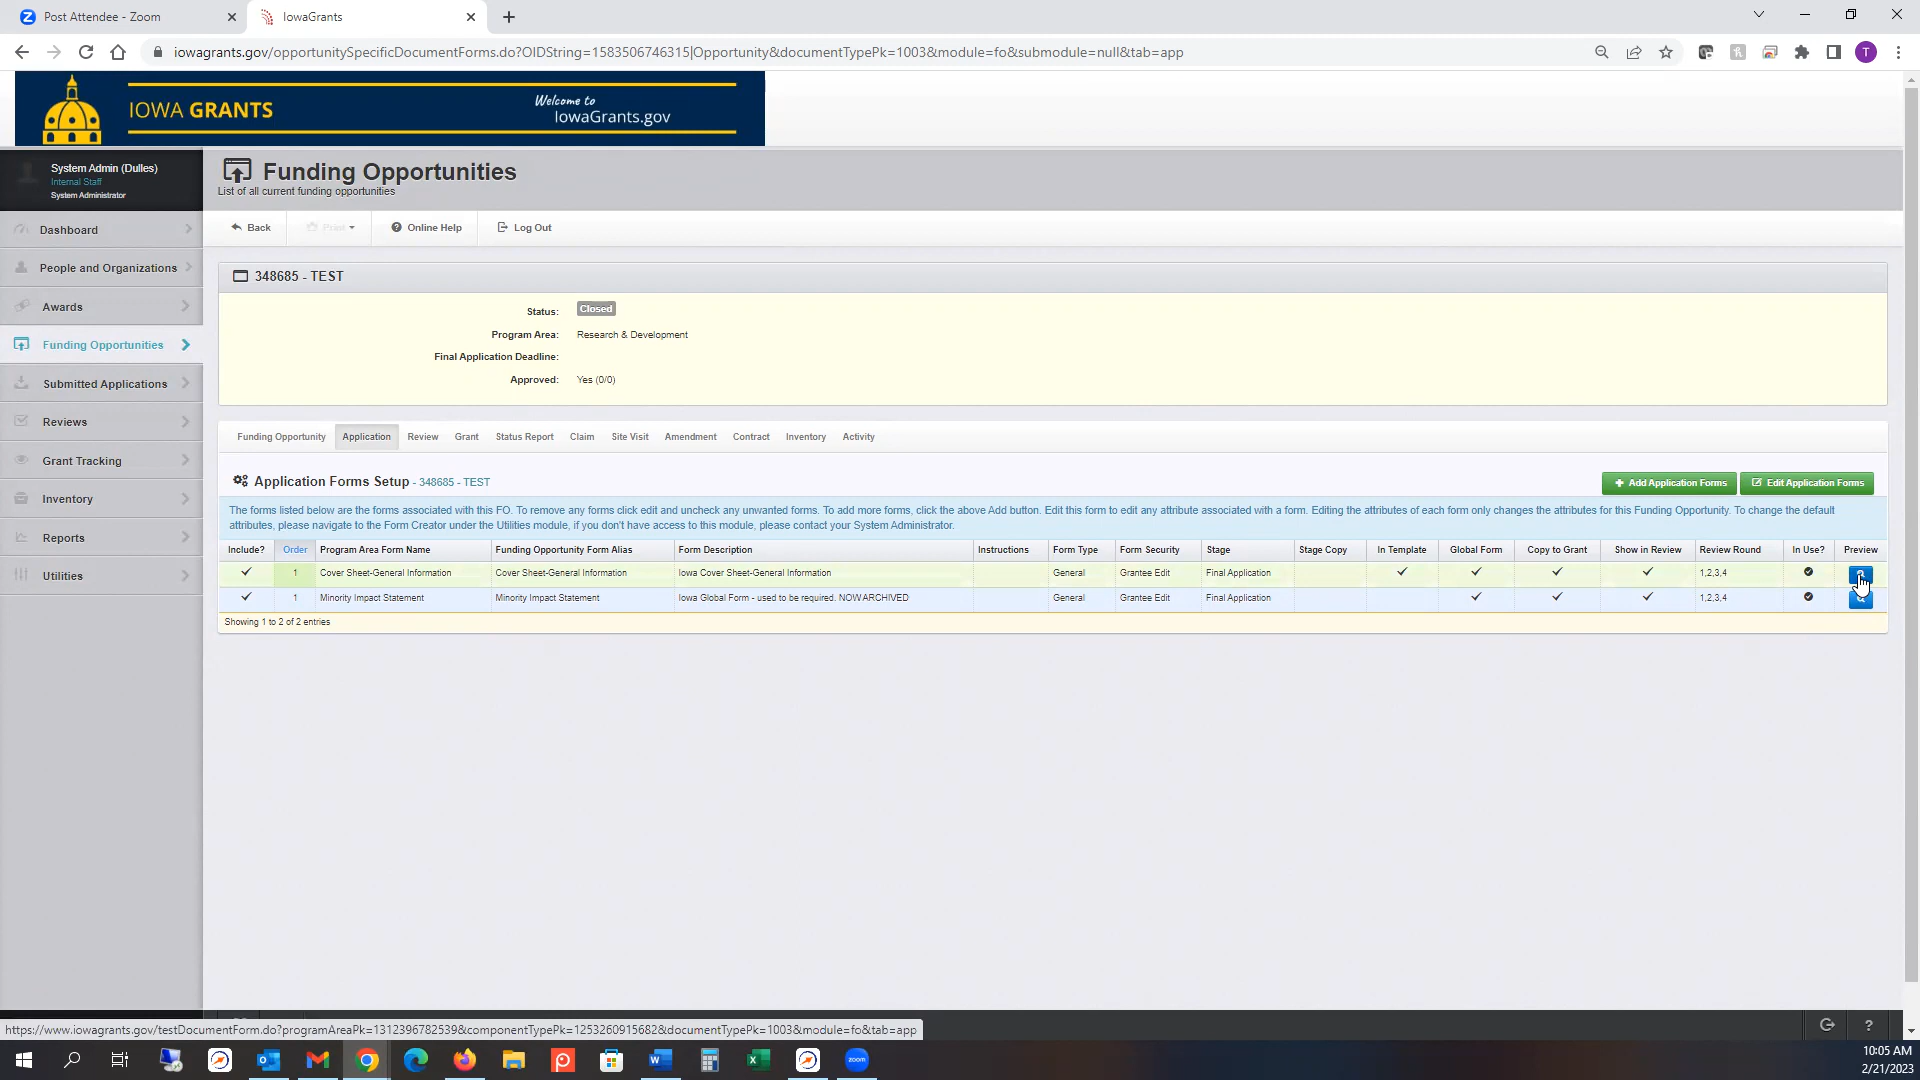 Post Attendee - Zoom
IowaGrants
iowagrants.gov/opportunitySpecificDocumentForms.do?OIDString=1583506746315|Opportunity&documentTypePk=1003&module=fo&submodule=null&tab=app
T
IOWA GRANTS
Welcome to
IowaGrants.gov
System Admin (Dulles)
Internal Staff
System Administrator
Funding Opportunities
List of all current funding opportunities
Back
Print
Online Help
Log Out
Dashboard
People and Organizations
Awards
Funding Opportunities
Submitted Applications
Reviews
Grant Tracking
Inventory
Reports
Utilities
348685 - TEST
Status: Closed
Program Area: Research & Development
Final Application Deadline:
Approved: Yes (0/0)
Funding Opportunity Application Review Grant Status Report Claim Site Visit Amendment Contract Inventory Activity
Application Forms Setup - 348685 - TEST
Add Application Forms
Edit Application Forms
The forms listed below are the forms associated with this FO. To remove any forms click edit and uncheck any unwanted forms. To add more forms, click the above Add button. Edit this form to edit any attribute associated with a form. Editing the attributes of each form only changes the attributes for this Funding Opportunity. To change the default
attributes, please navigate to the Form Creator under the Utilities module, if you don't have access to this module, please contact your System Administrator.
Include? Order Program Area Form Name Funding Opportunity Form Alias Form Description Instructions Form Type Form Security Stage Stage Copy In Template Global Form Copy to Grant Show in Review Review Round In Use? Preview
1 Cover Sheet-General Information Cover Sheet-General Information Iowa Cover Sheet-General Information General Grantee Edit Final Application 1,2,3,4
1 Minority Impact Statement Minority Impact Statement Iowa Global Form - used to be required. NOW ARCHIVED General Grantee Edit Final Application 1,2,3,4
Showing 1 to 2 of 2 entries
https://www.iowagrants.gov/testDocumentForm.do?programAreaPk=1312396782539&componentTypePk=1253260915682&documentTypePk=1003&module=fo&tab=app
?
zoom
10:05 AM
2/21/2023